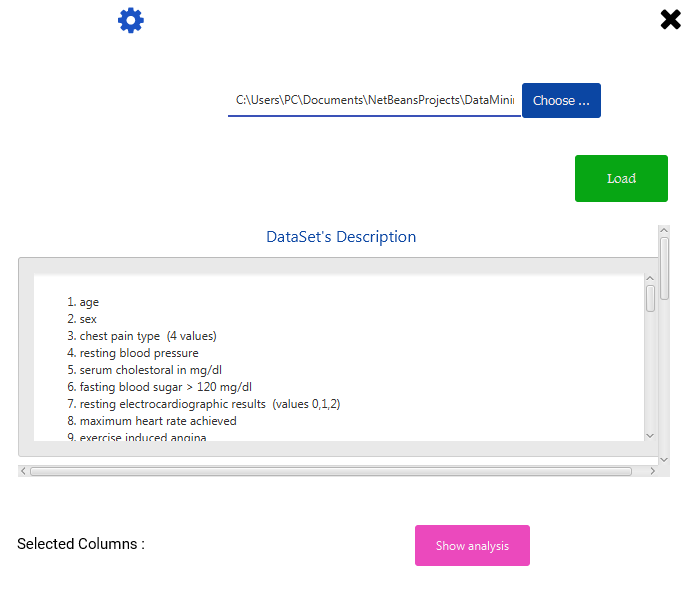 C:\Users\PC\Documents\NetBeansProjects\DataMinin
Choose ...
Load
DataSet's Description
1. age
2. sex
3. chest pain type (4 values)
4. resting blood pressure
5. serum cholestoral in mg/dl
6. fasting blood sugar > 120 mg/dl
7. resting electrocardiographic results (values 0,1,2)
8. maximum heart rate achieved
9. exercise induced angina
Selected Columns :
Show analysis